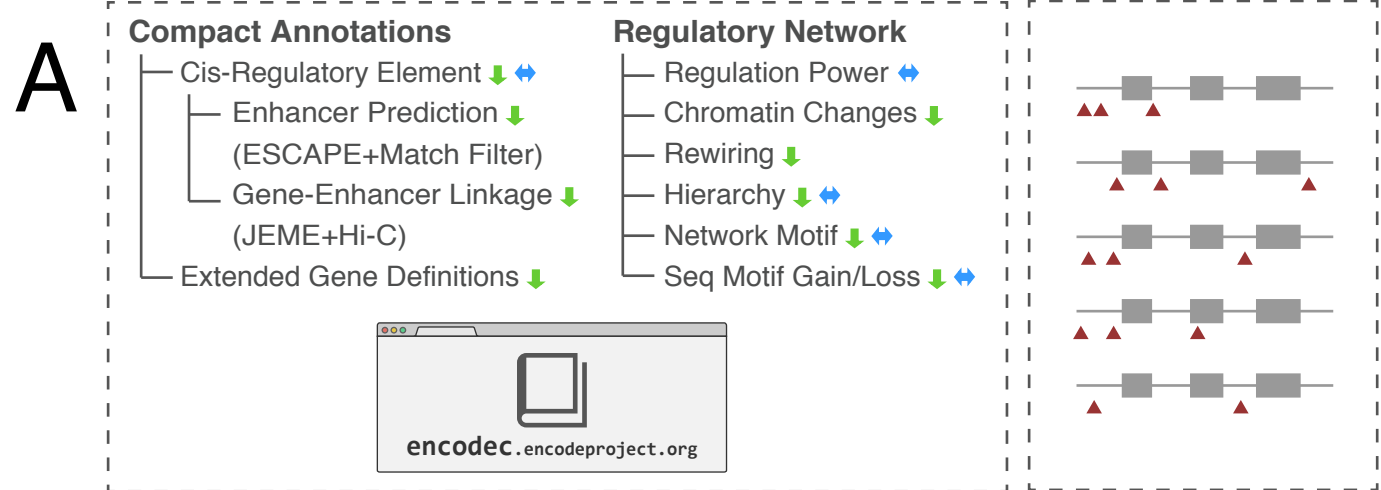 A
Compact Annotations
Cis-Regulatory Element
Enhancer Prediction
(ESCAPE+Match Filter)
Gene-Enhancer Linkage
(JEME+Hi-C)
Extended Gene Definitions
Regulatory Network
Regulation Power
Chromatin Changes
Rewiring
Hierarchy
Network Motif
Seq Motif Gain/Loss
encodec.encodeproject.org